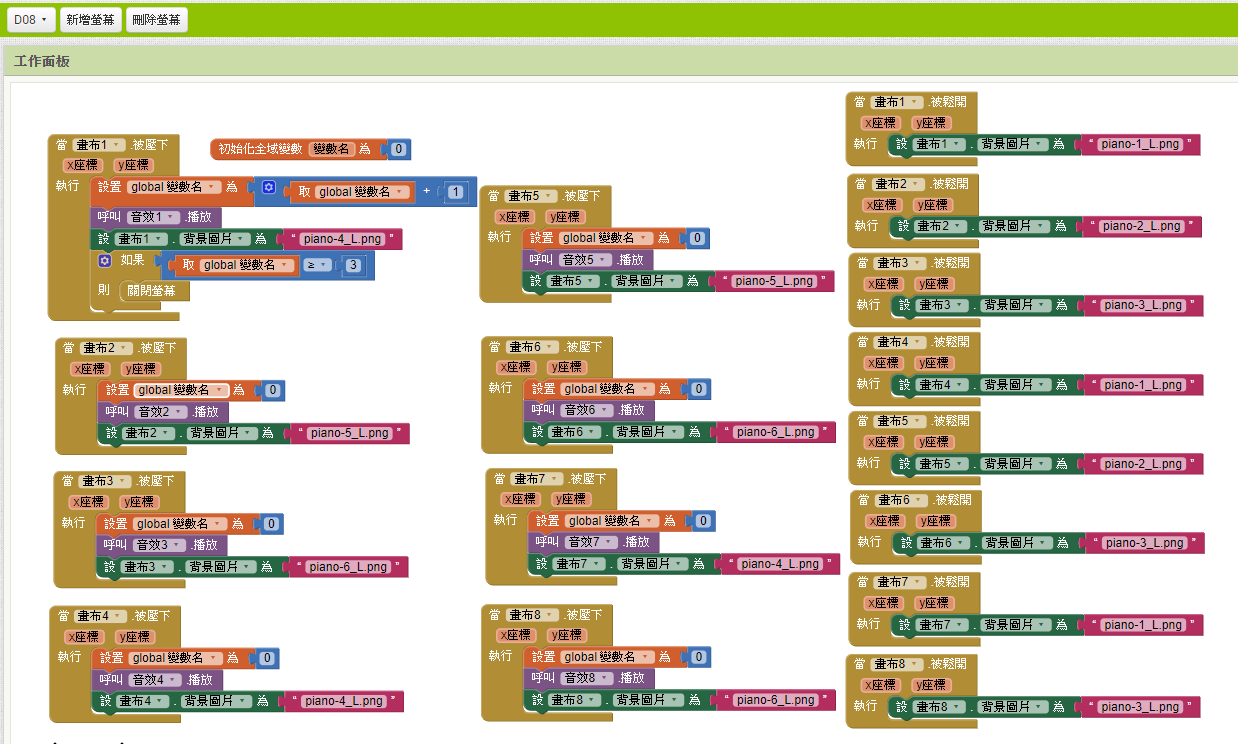 D08 新增螢幕 刪除螢幕
工作面板
當 畫布1 .被壓下
x座標 y座標
執行 設置 global 變數名 為 取 global 變數名 + 1
呼叫 音效1 .播放
設 畫布1 . 背景圖片 為 “ piano-4_L.png ”
如果 取 global 變數名 ≥ 3
則 關閉螢幕
初始化全域變數 變數名 為 0
當 畫布2 .被壓下
x座標 y座標
執行 設置 global 變數名 為 0
呼叫 音效2 .播放
設 畫布2 . 背景圖片 為 “ piano-5_L.png ”
當 畫布3 .被壓下
x座標 y座標
執行 設置 global 變數名 為 0
呼叫 音效3 .播放
設 畫布3 . 背景圖片 為 “ piano-6_L.png ”
當 畫布4 .被壓下
x座標 y座標
執行 設置 global 變數名 為 0
呼叫 音效4 .播放
設 畫布4 . 背景圖片 為 “ piano-4_L.png ”
當 畫布5 .被壓下
x座標 y座標
執行 設置 global 變數名 為 0
呼叫 音效5 .播放
設 畫布5 . 背景圖片 為 “ piano-5_L.png ”
當 畫布6 .被壓下
x座標 y座標
執行 設置 global 變數名 為 0
呼叫 音效6 .播放
設 畫布6 . 背景圖片 為 “ piano-6_L.png ”
當 畫布7 .被壓下
x座標 y座標
執行 設置 global 變數名 為 0
呼叫 音效7 .播放
設 畫布7 . 背景圖片 為 “ piano-4_L.png ”
當 畫布8 .被壓下
x座標 y座標
執行 設置 global 變數名 為 0
呼叫 音效8 .播放
設 畫布8 . 背景圖片 為 “ piano-6_L.png ”
當 畫布1 .被鬆開
x座標 y座標
執行 設 畫布1 . 背景圖片 為 “ piano-1_L.png ”
當 畫布2 .被鬆開
x座標 y座標
執行 設 畫布2 . 背景圖片 為 “ piano-2_L.png ”
當 畫布3 .被鬆開
x座標 y座標
執行 設 畫布3 . 背景圖片 為 “ piano-3_L.png ”
當 畫布4 .被鬆開
x座標 y座標
執行 設 畫布4 . 背景圖片 為 “ piano-1_L.png ”
當 畫布5 .被鬆開
x座標 y座標
執行 設 畫布5 . 背景圖片 為 “ piano-2_L.png ”
當 畫布6 .被鬆開
x座標 y座標
執行 設 畫布6 . 背景圖片 為 “ piano-3_L.png ”
當 畫布7 .被鬆開
x座標 y座標
執行 設 畫布7 . 背景圖片 為 “ piano-1_L.png ”
當 畫布8 .被鬆開
x座標 y座標
執行 設 畫布8 . 背景圖片 為 “ piano-3_L.png ”